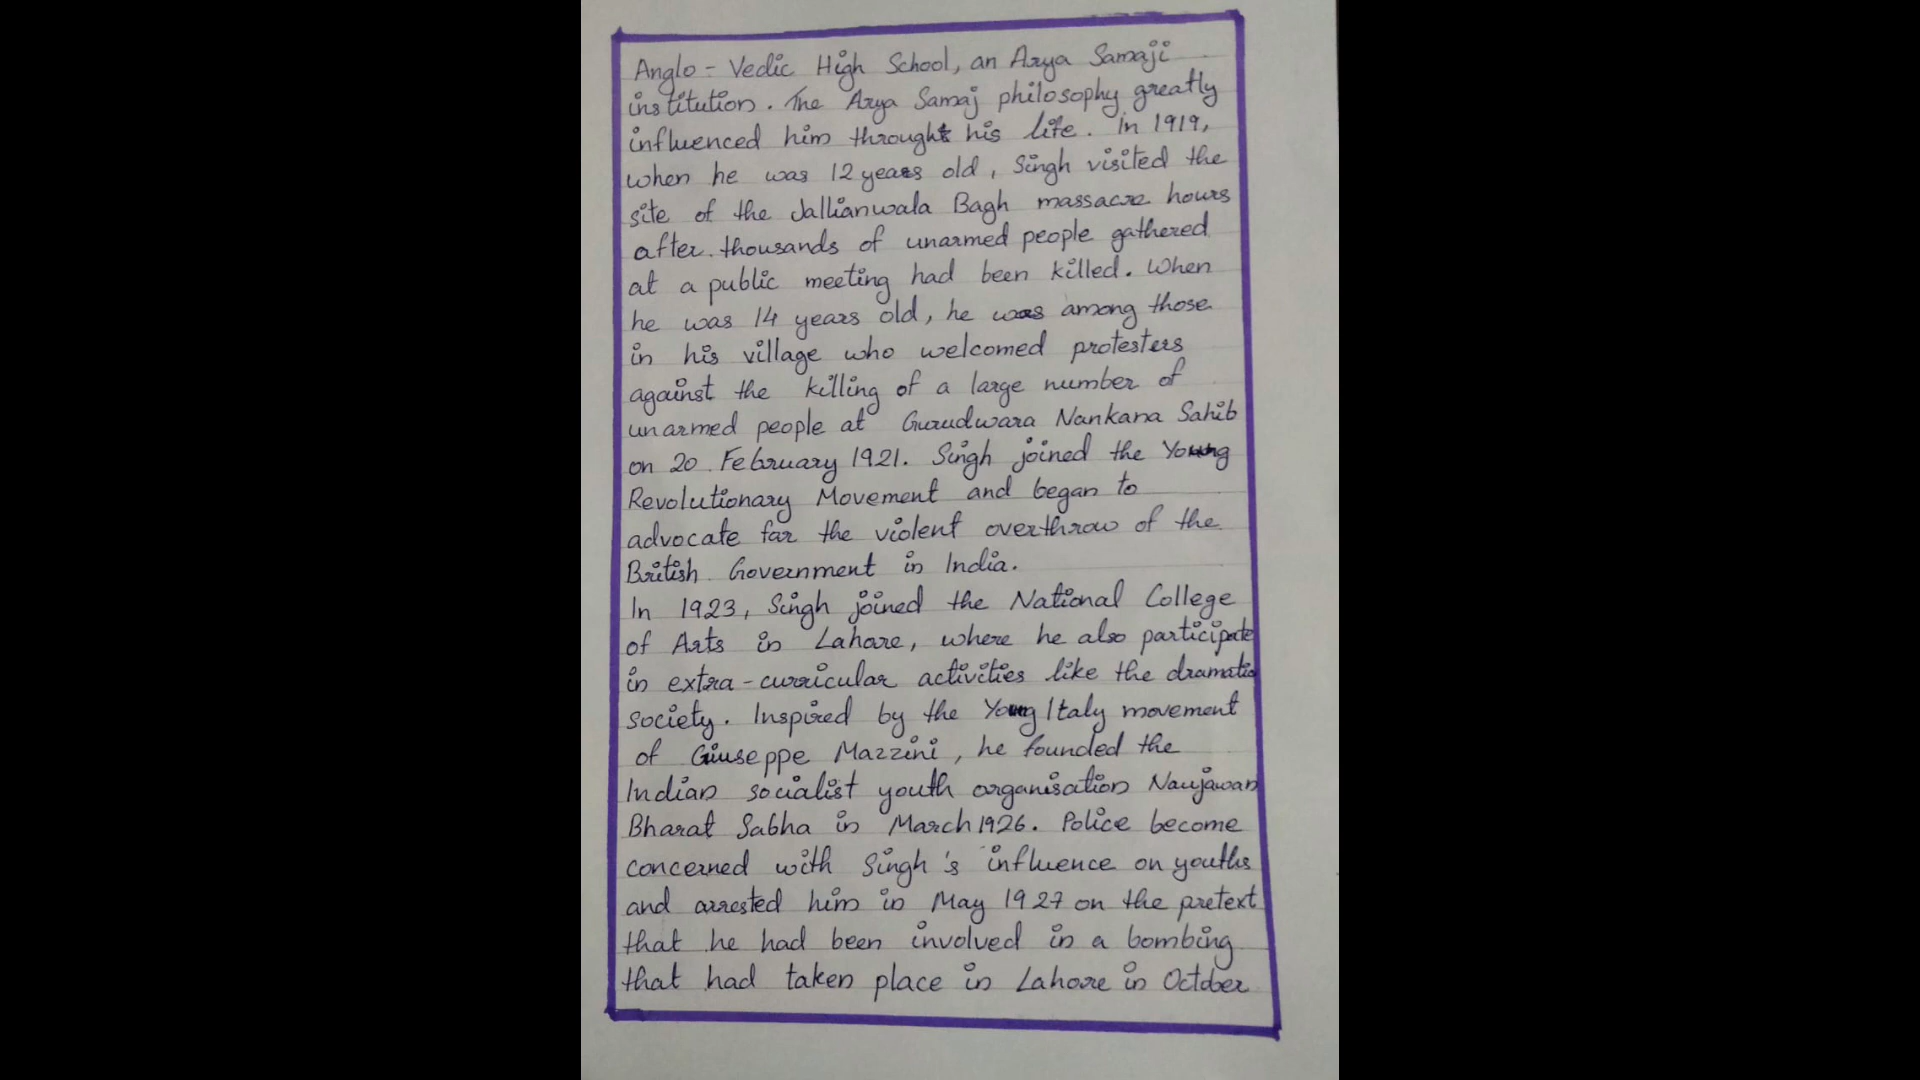 Anglo - Vedic High School, an Arya Samaji
institution. The Arya Samaj philosophy greatly
influenced him throught his life. In 1919,
when he was 12 years old, Singh visited the
site of the Jallianwala Bagh massacre hours
after thousands of unarmed people gathered
at a public meeting had been killed. When
he was 14 years old, he was among those
in his village who welcomed protesters
against the killing of a large number of
unarmed people at Gurudwara Nankana Sahib
on 20 February 1921. Singh joined the Young
Revolutionary Movement and began to
advocate far the violent overthrow of the
British Government in India.
In 1923, Singh joined the National College
of Arts in Lahore, where he also participate
in extra-curricular activities like the dramatic
society. Inspired by the Young Italy movement
of Giuseppe Mazzini, he founded the
Indian socialist youth organisation Naujawan
Bharat Sabha in March 1926. Police become
concerned with Singh's influence on youths
and arrested him in May 1927 on the pretext
that he had been involved in a bombing
that had taken place in Lahore in October